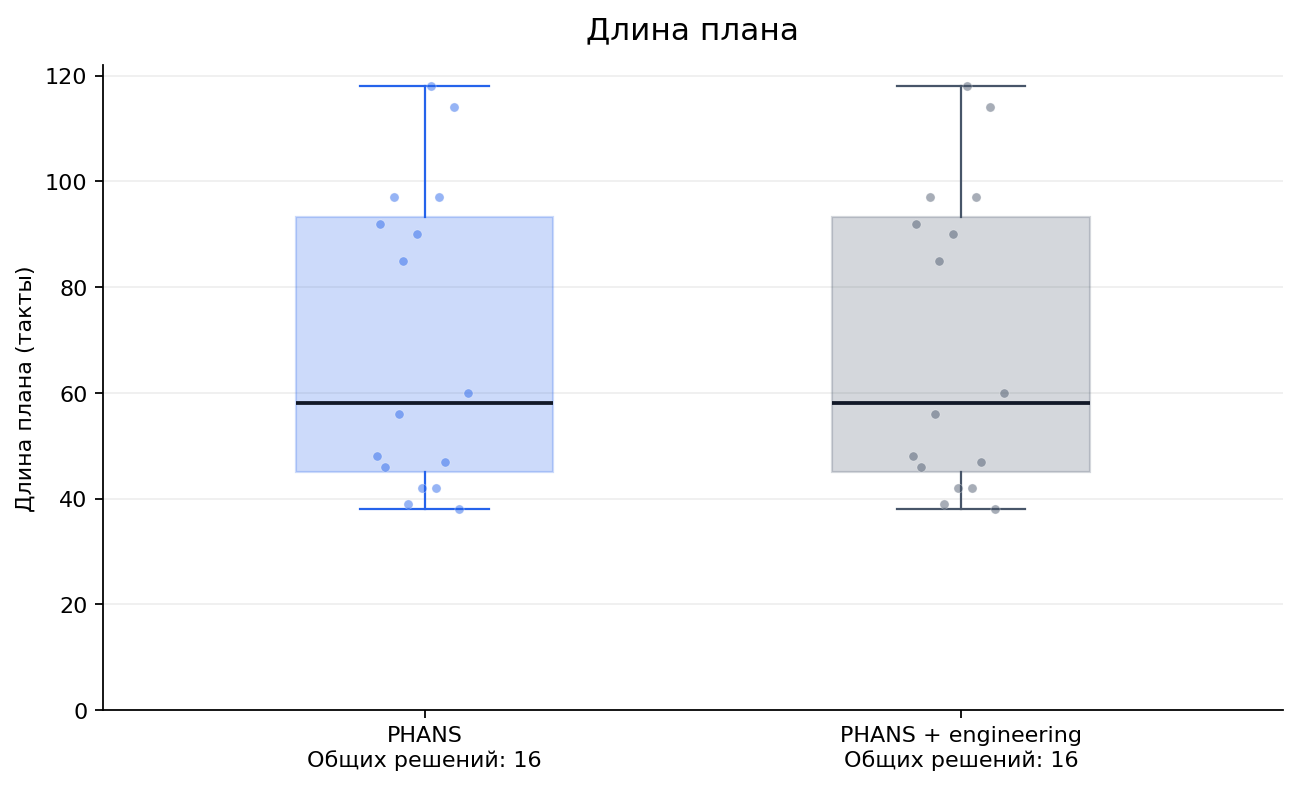 Длина плана
Длина плана (такты)
120
100
80
60
40
20
0
PHANS
Общих решений: 16
PHANS + engineering
Общих решений: 16